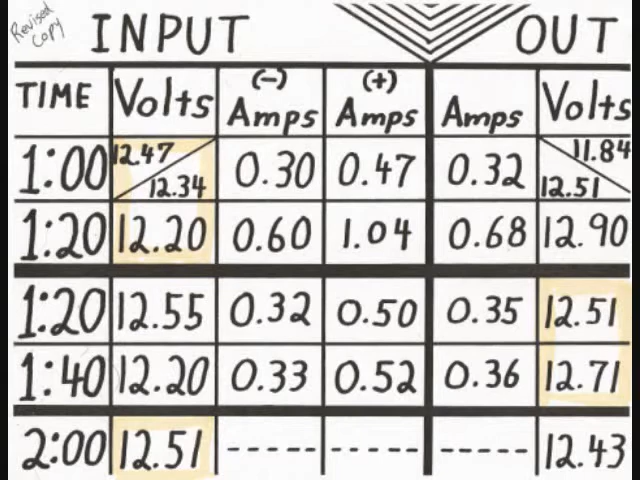 Revised
Copy
INPUT OUT
TIME Volts (-) Amps (+) Amps Amps Volts
1:00 12.47 / 12.34 0.30 0.47 0.32 11.84 \ 12.51
1:20 12.20 0.60 1.04 0.68 12.90
1:20 12.55 0.32 0.50 0.35 12.51
1:40 12.20 0.33 0.52 0.36 12.71
2:00 12.51 ----- ----- ----- 12.43